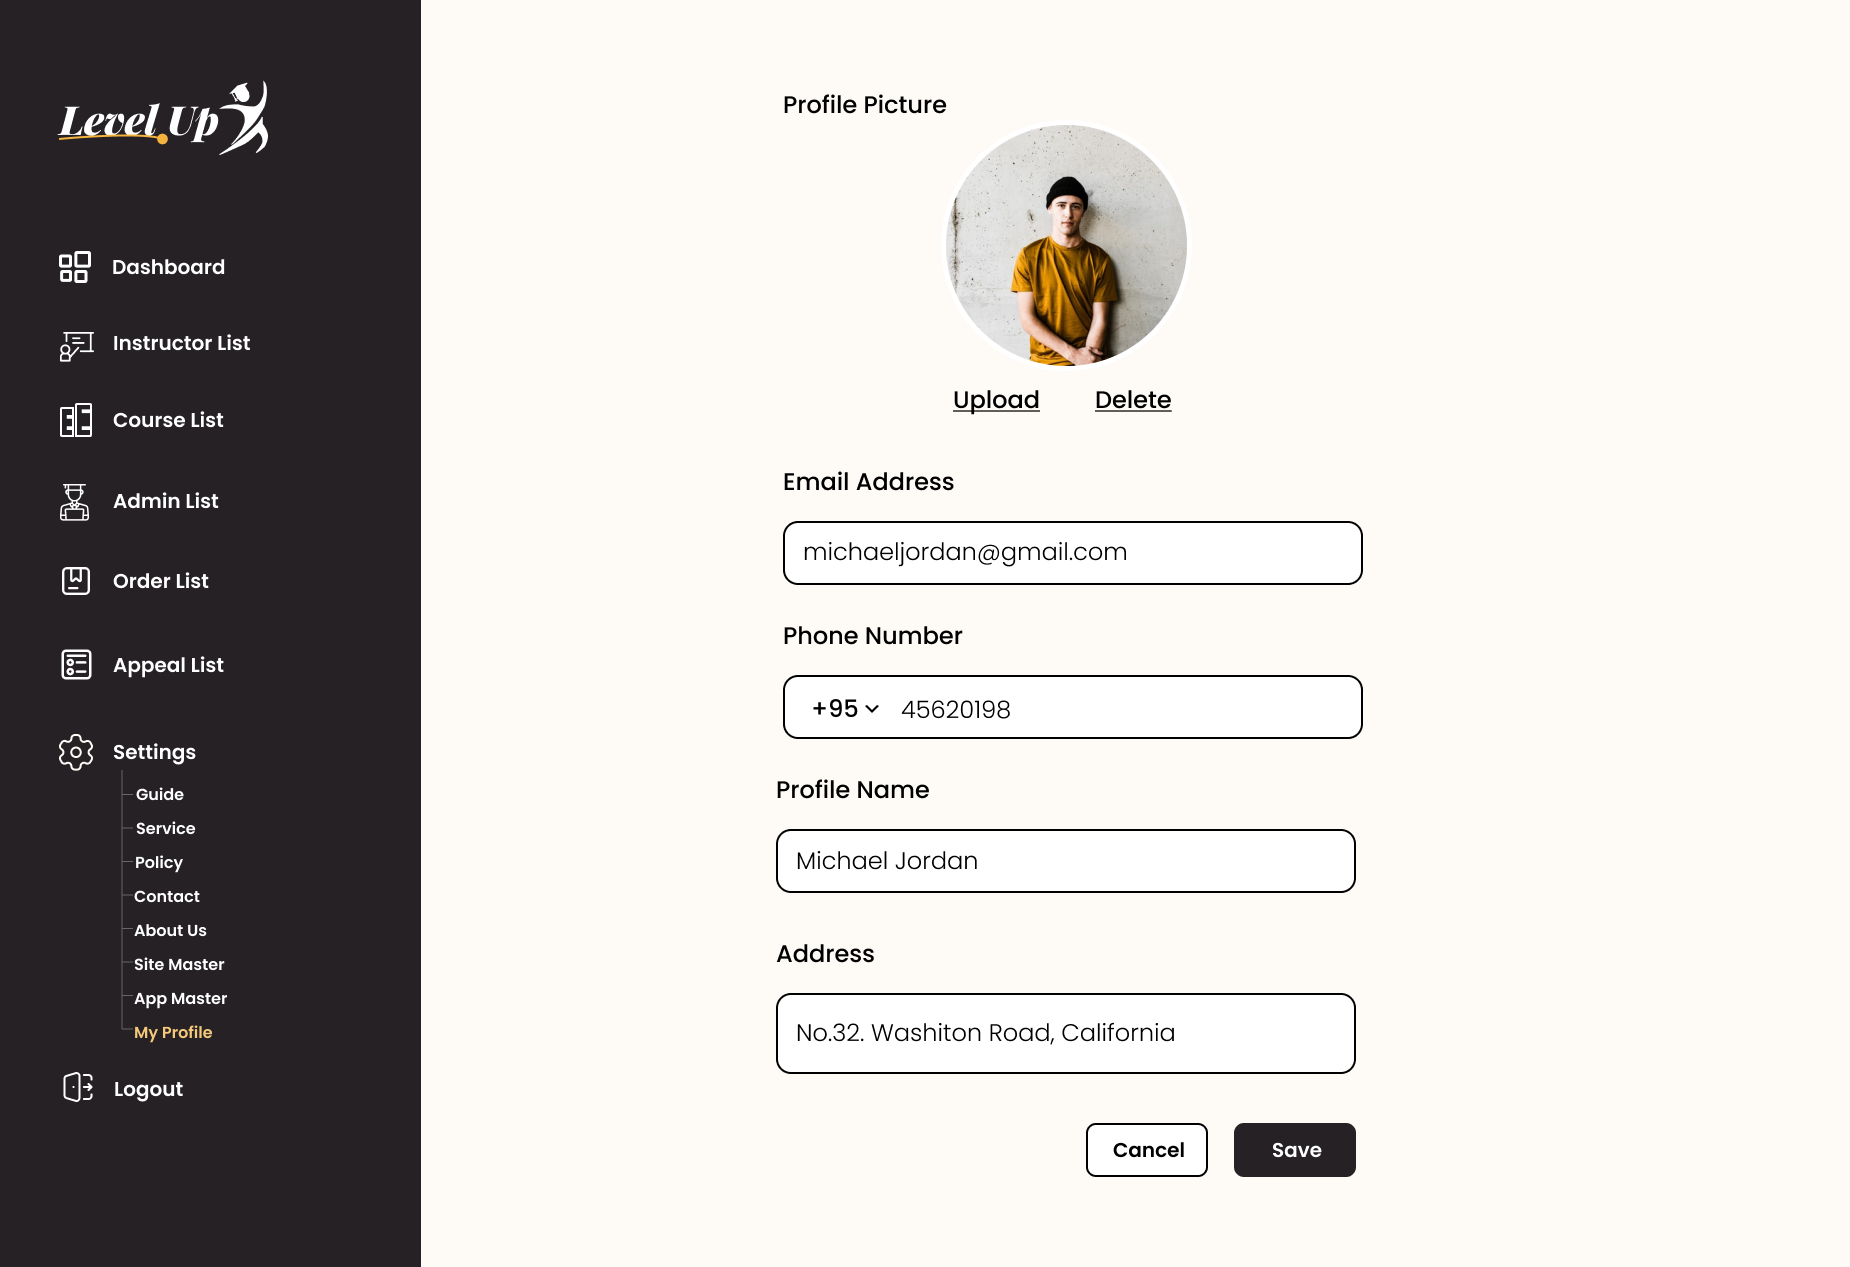 Level Up
Dashboard
Instructor List
Course List
Admin List
Order List
Appeal List
Settings
Guide
Service
Policy
Contact
About Us
Site Master
App Master
My Profile
Logout
Profile Picture
Upload Delete
Email Address
michaeljordan@gmail.com
Phone Number
+95 45620198
Profile Name
Michael Jordan
Address
No.32. Washiton Road, California
Cancel Save